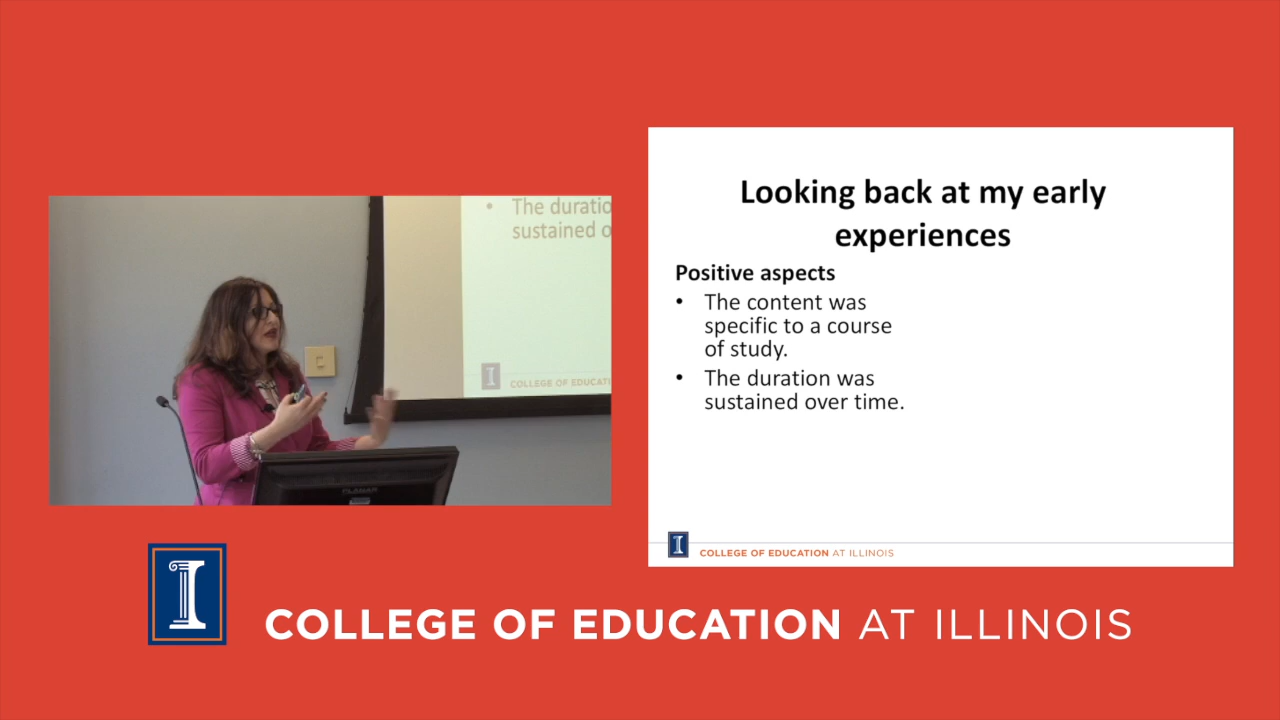 • The duratio
sustained o
COLLEGE OF EDUCATI
Looking back at my early
experiences
Positive aspects
• The content was
specific to a course
of study.
• The duration was
sustained over time.
I
COLLEGE OF EDUCATION AT ILLINOIS
I
COLLEGE OF EDUCATION AT ILLINOIS